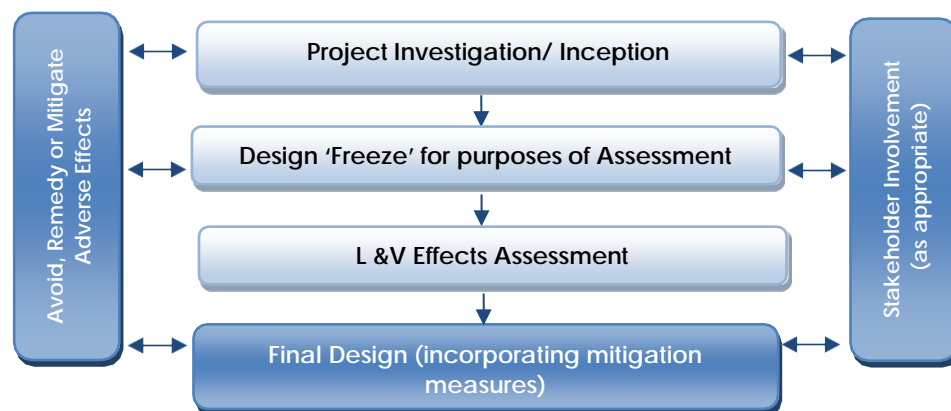 Avoid, Remedy or Mitigate
Adverse Effects
Project Investigation/ Inception
Design ‘Freeze’ for purposes of Assessment
L &V Effects Assessment
Final Design (incorporating mitigation
measures)
Stakeholder Involvement
(as appropriate)